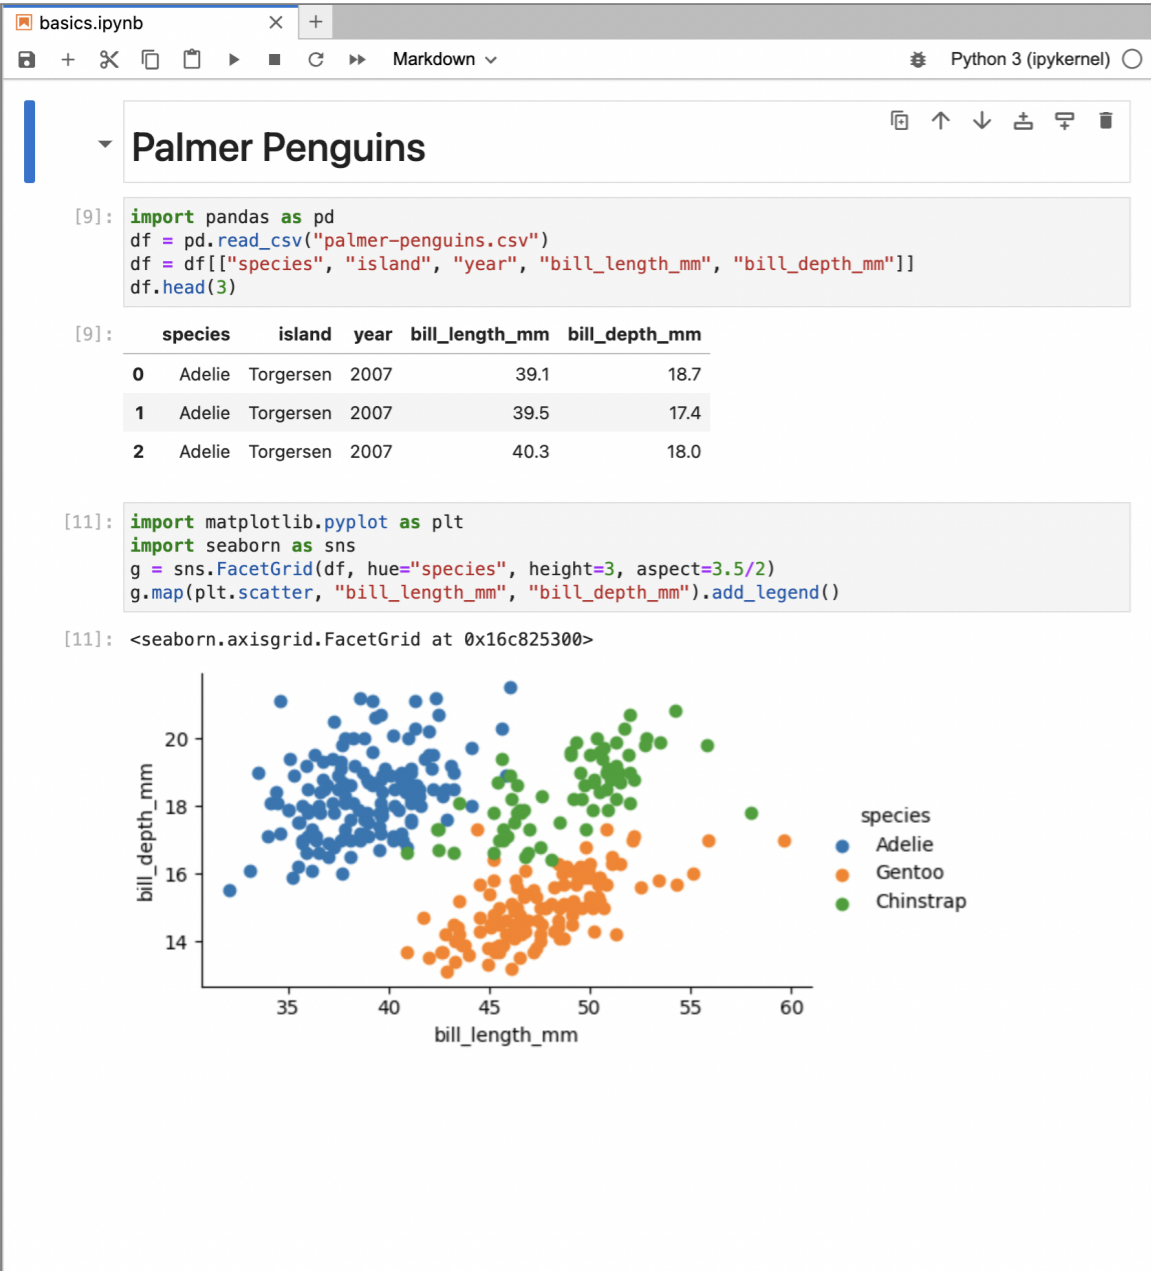 basics.ipynb
Markdown
Python 3 (ipykernel)
Palmer Penguins
[9]:
import pandas as pd
df = pd.read_csv("palmer-penguins.csv")
df = df[["species", "island", "year", "bill_length_mm", "bill_depth_mm"]]
df.head(3)
[9]:
species island year bill_length_mm bill_depth_mm
0 Adelie Torgersen 2007 39.1 18.7
1 Adelie Torgersen 2007 39.5 17.4
2 Adelie Torgersen 2007 40.3 18.0
[11]:
import matplotlib.pyplot as plt
import seaborn as sns
g = sns.FacetGrid(df, hue="species", height=3, aspect=3.5/2)
g.map(plt.scatter, "bill_length_mm", "bill_depth_mm").add_legend()
[11]:
<seaborn.axisgrid.FacetGrid at 0x16c825300>
bill_depth_mm
20
18
16
14
35 40 45 50 55 60
bill_length_mm
species
Adelie
Gentoo
Chinstrap